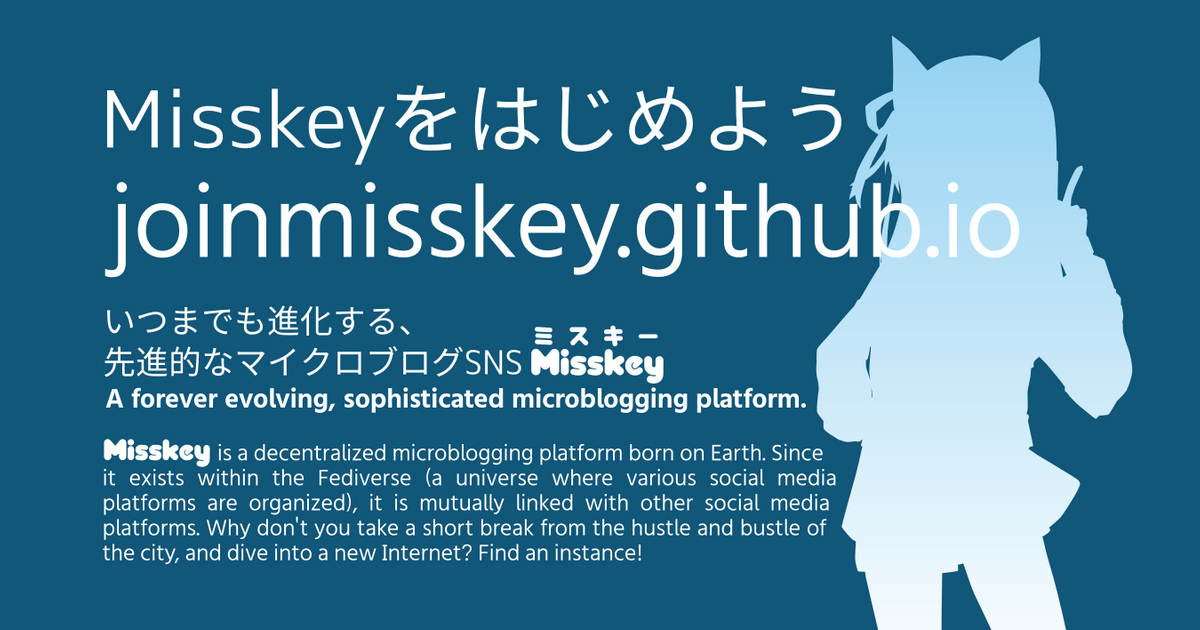 Misskeyをはじめよう
joinmisskey.github.io
いつまでも進化する、
ミスキー
先進的なマイクロブログSNS Misskey
A forever evolving, sophisticated microblogging platform.
Misskey is a decentralized microblogging platform born on Earth. Since
it exists within the Fediverse (a universe where various social media
platforms are organized), it is mutually linked with other social media
platforms. Why don't you take a short break from the hustle and bustle of
the city, and dive into a new Internet? Find an instance!